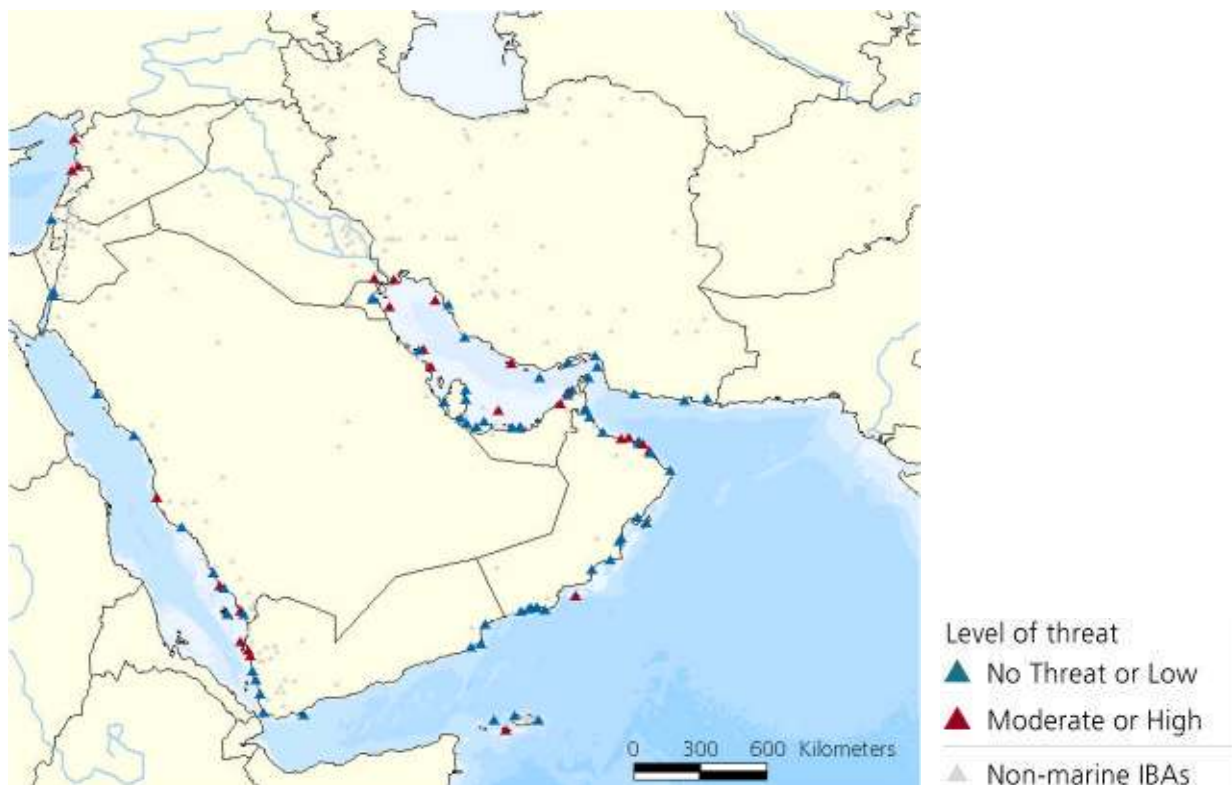 0 300 600 Kilometers
Level of threat
No Threat or Low
Moderate or High
Non-marine IBAs